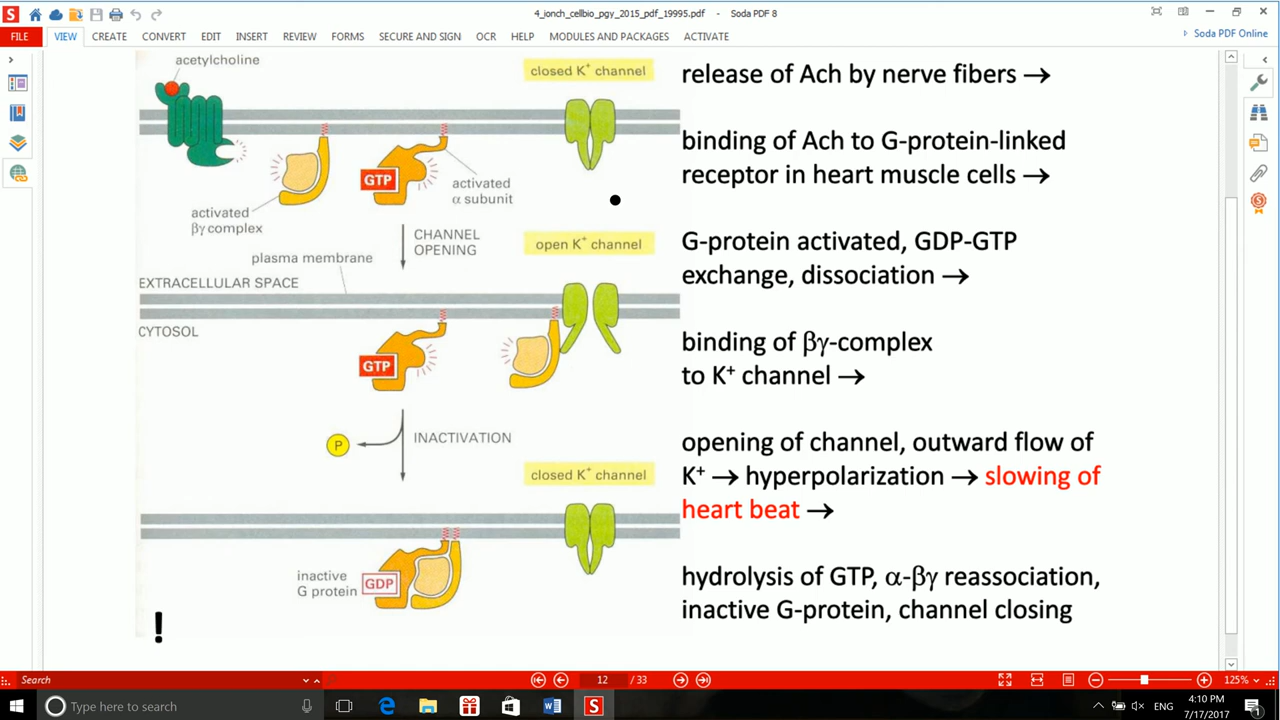 4_ionch_cellbio_pgy_2015_pdf_19995.pdf - Soda PDF 8
FILE VIEW CREATE CONVERT EDIT INSERT REVIEW FORMS SECURE AND SIGN OCR HELP MODULES AND PACKAGES ACTIVATE
Soda PDF Online
acetylcholine
closed K⁺ channel
GTP
activated
α subunit
activated
βγ complex
CHANNEL
OPENING
open K⁺ channel
plasma membrane
EXTRACELLULAR SPACE
CYTOSOL
GTP
P
INACTIVATION
closed K⁺ channel
inactive
G protein
GDP
!
release of Ach by nerve fibers →
binding of Ach to G-protein-linked
receptor in heart muscle cells →
G-protein activated, GDP-GTP
exchange, dissociation →
binding of βγ-complex
to K⁺ channel →
opening of channel, outward flow of
K⁺ → hyperpolarization → slowing of
heart beat →
hydrolysis of GTP, α-βγ reassociation,
inactive G-protein, channel closing
Search
12 / 33
125%
Type here to search
ENG
4:10 PM
7/17/2017
1